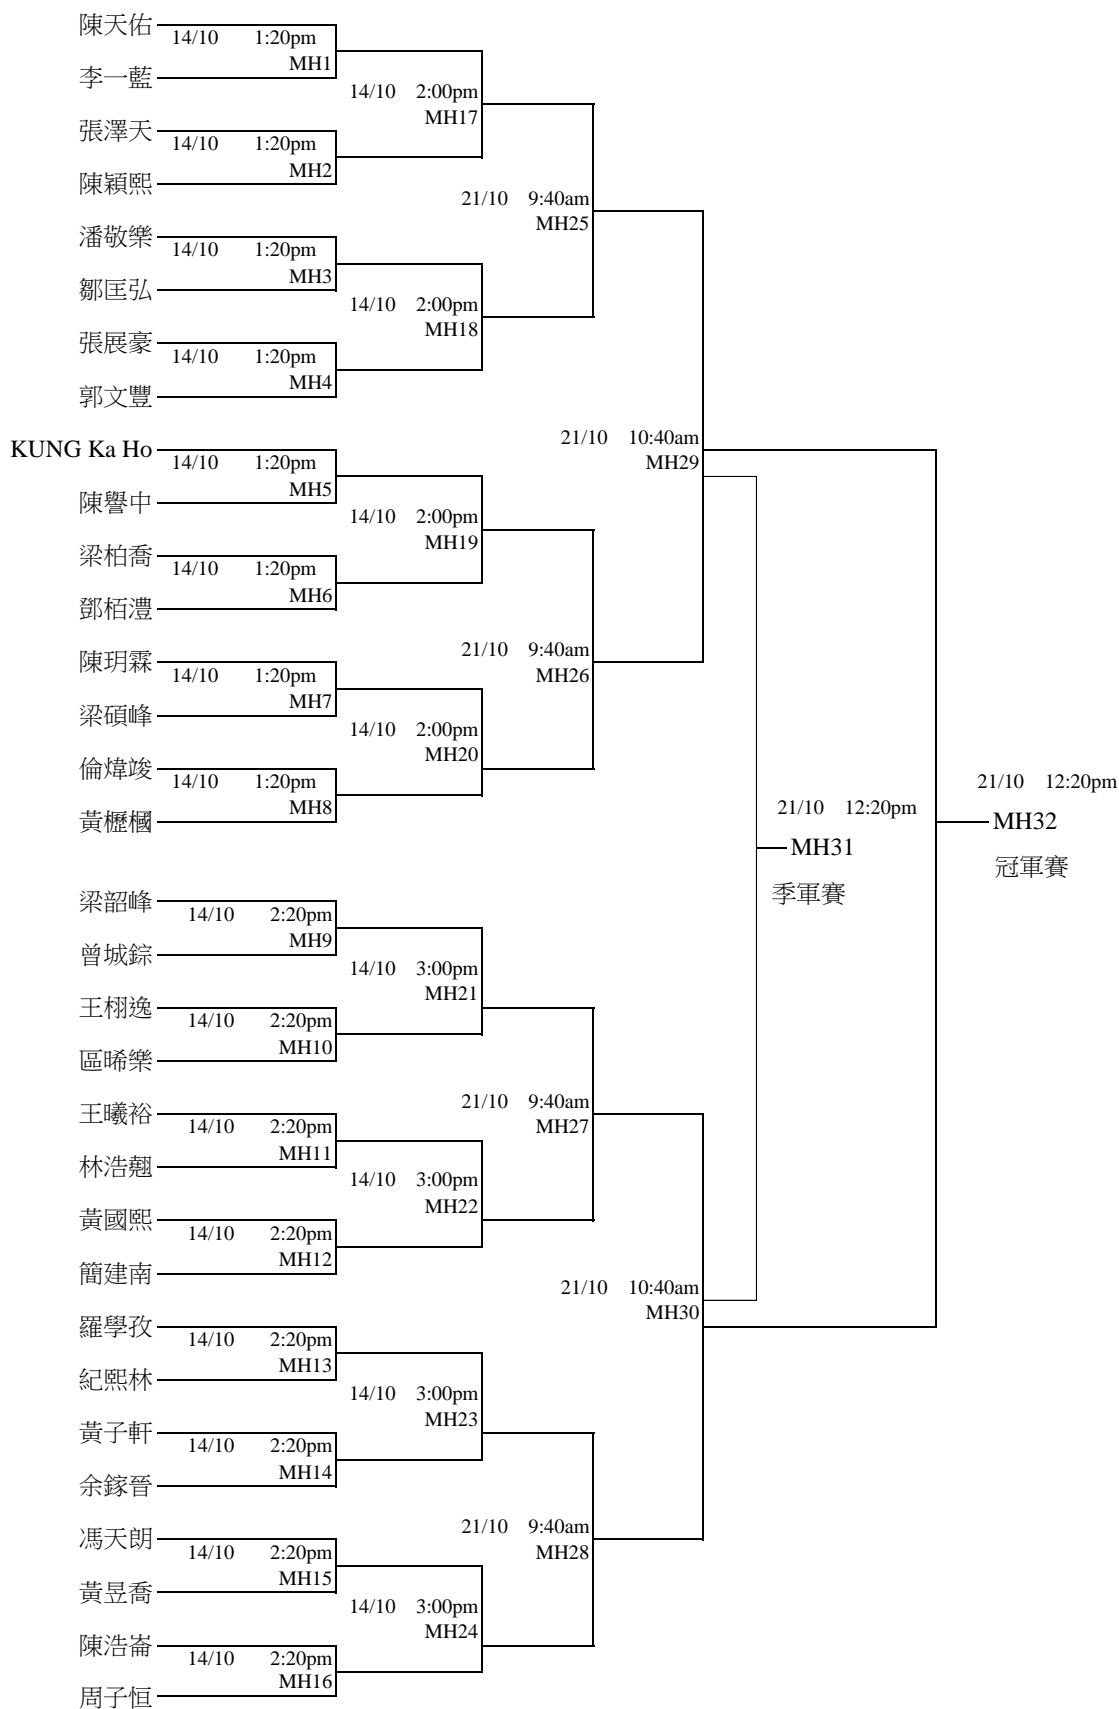 陳天佑
14/10 1:20pm
MH1
李一藍
14/10 2:00pm
MH17
張澤天
14/10 1:20pm
MH2
陳穎熙
21/10 9:40am
MH25
潘敬樂
14/10 1:20pm
MH3
鄒匡弘
14/10 2:00pm
MH18
張展豪
14/10 1:20pm
MH4
郭文豐
21/10 10:40am
MH29
KUNG Ka Ho
14/10 1:20pm
MH5
陳譽中
14/10 2:00pm
MH19
梁柏喬
14/10 1:20pm
MH6
鄧栢澧
21/10 9:40am
MH26
陳玥霖
14/10 1:20pm
MH7
梁碩峰
14/10 2:00pm
MH20
倫煒竣
14/10 1:20pm
MH8
黃櫪槶
21/10 12:20pm
MH32
冠軍賽
21/10 12:20pm
MH31
季軍賽
梁韶峰
14/10 2:20pm
MH9
曾城錝
14/10 3:00pm
MH21
王栩逸
14/10 2:20pm
MH10
區晞樂
21/10 9:40am
MH27
王曦裕
14/10 2:20pm
MH11
林浩翹
14/10 3:00pm
MH22
黃國熙
14/10 2:20pm
MH12
簡建南
21/10 10:40am
MH30
羅學孜
14/10 2:20pm
MH13
紀熙林
14/10 3:00pm
MH23
黃子軒
14/10 2:20pm
MH14
余鎵晉
21/10 9:40am
MH28
馮天朗
14/10 2:20pm
MH15
黃昱喬
14/10 3:00pm
MH24
陳浩崙
14/10 2:20pm
MH16
周子恒